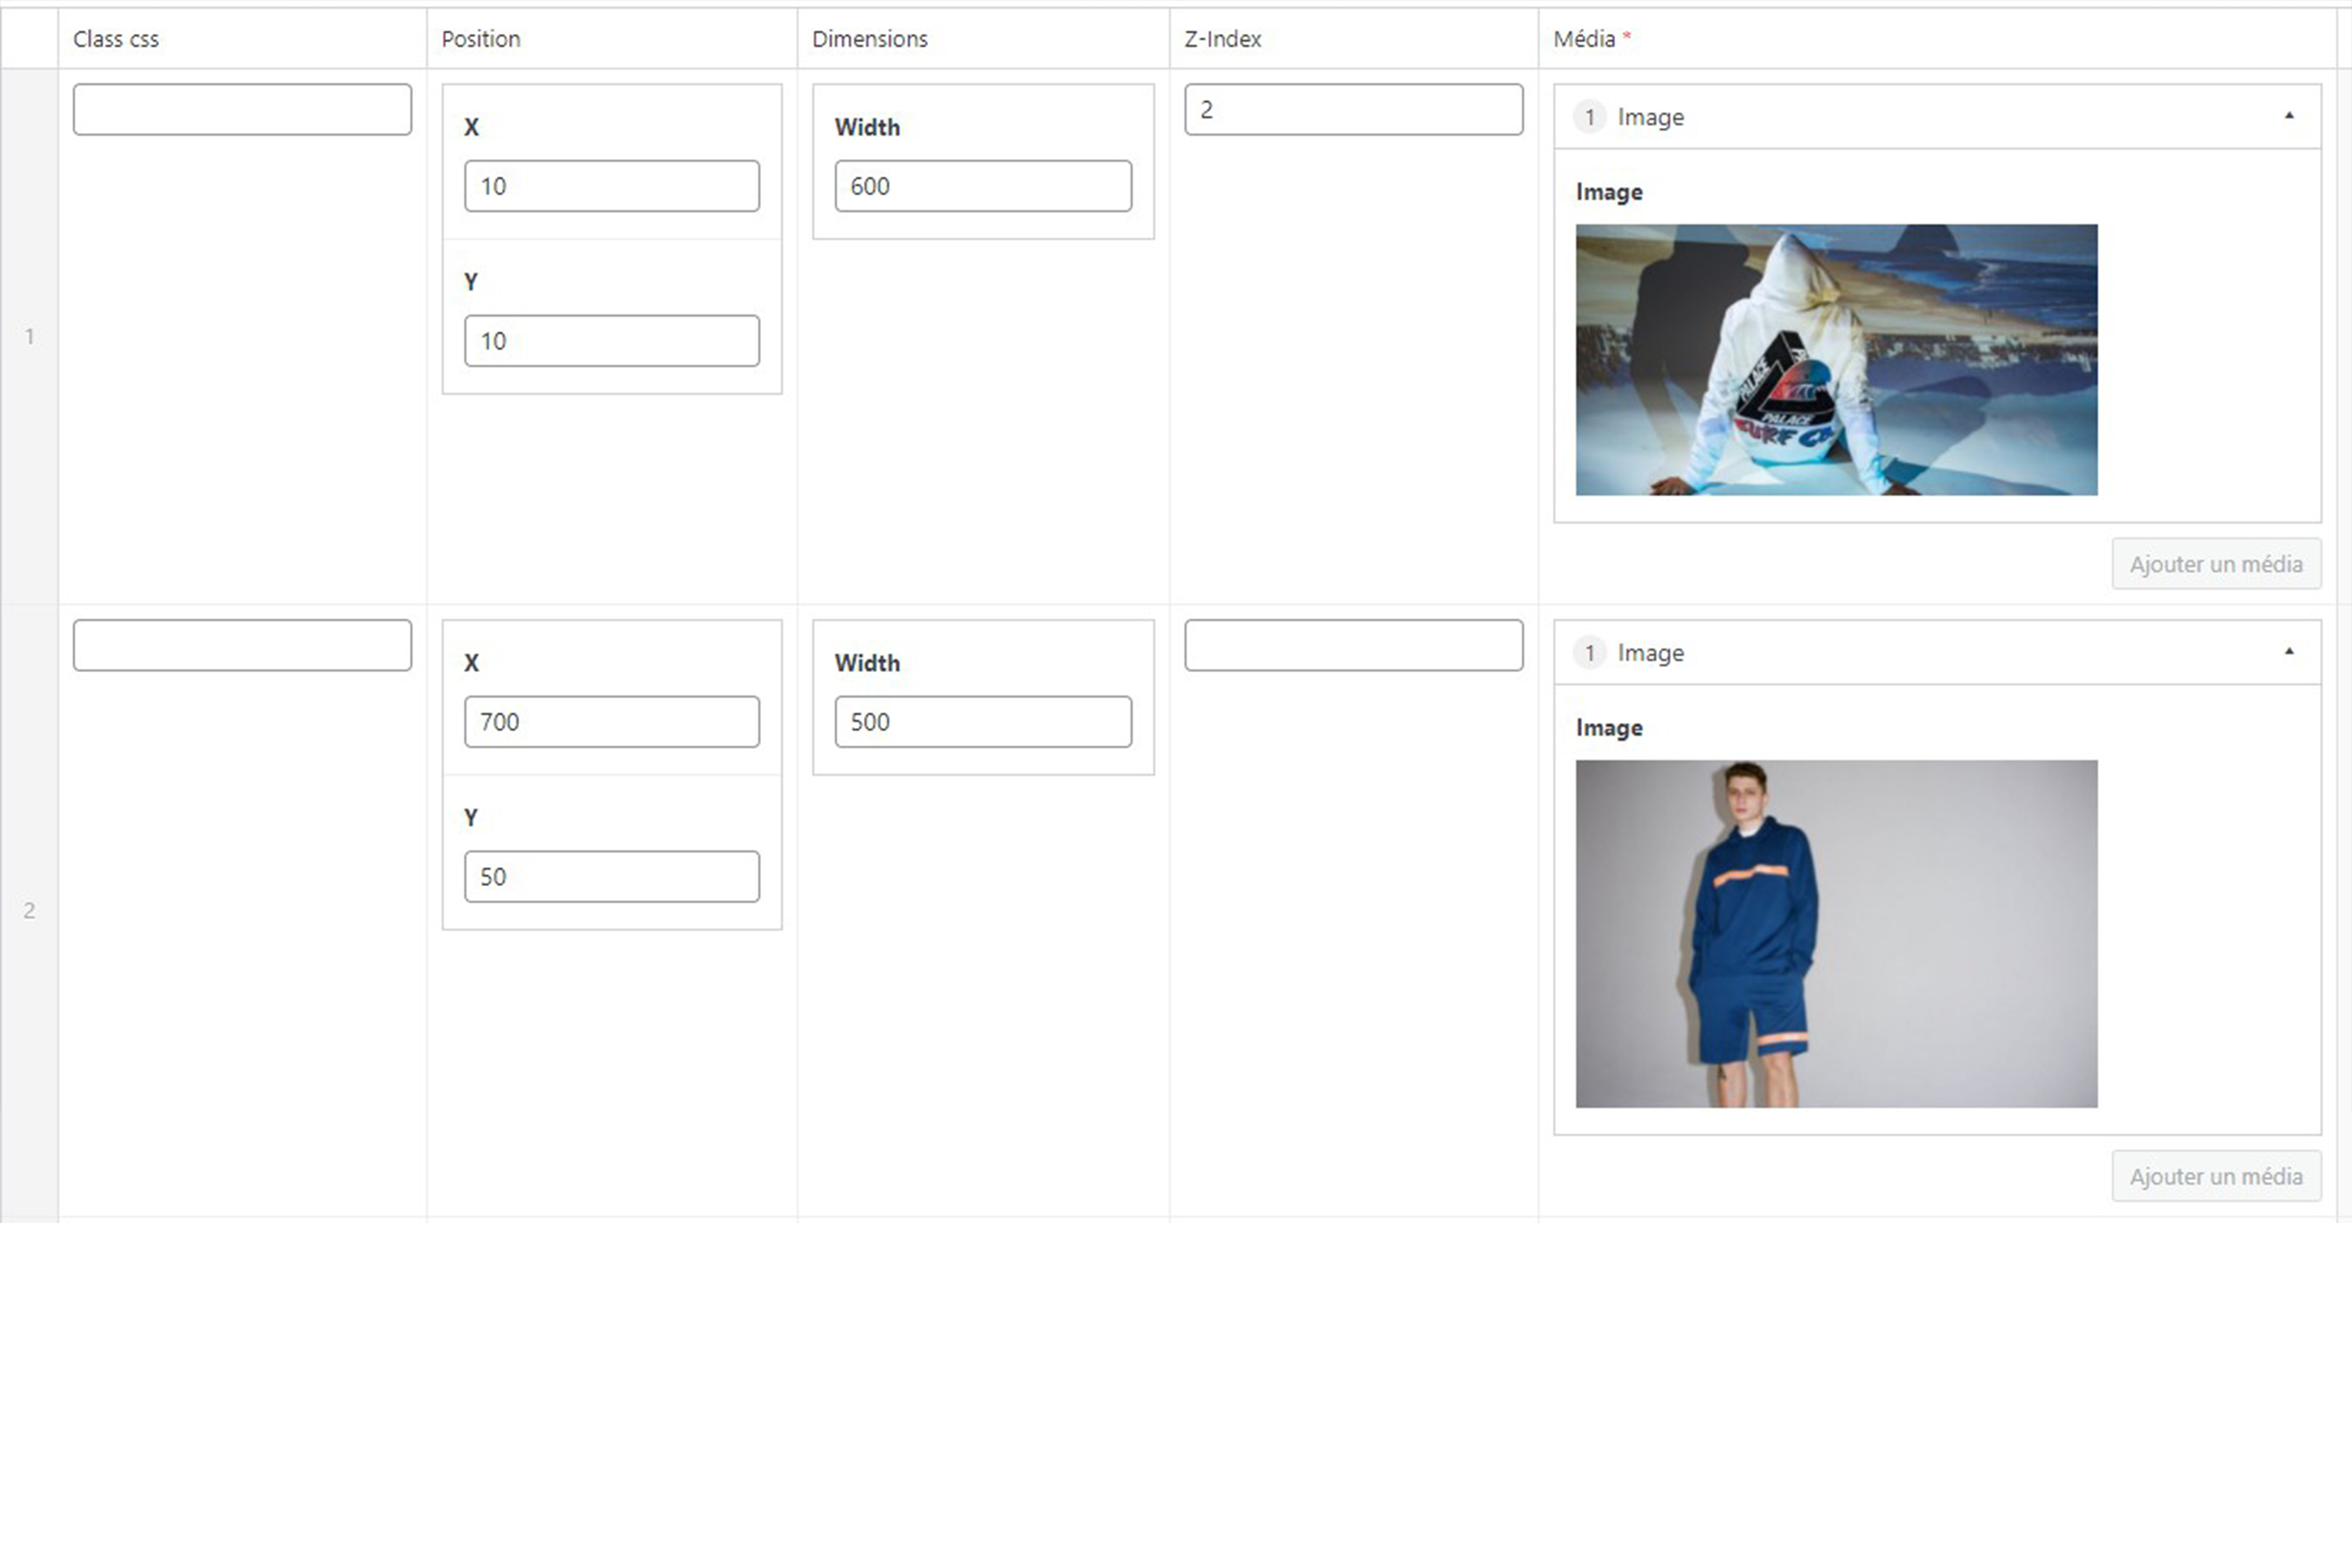 Class css Position Dimensions Z-Index Média *
1
X
10
Y
10
Width
600
2
1 Image
Image
PALACE
PALACE
SURF CO
Ajouter un média
2
X
700
Y
50
Width
500
1 Image
Image
Ajouter un média